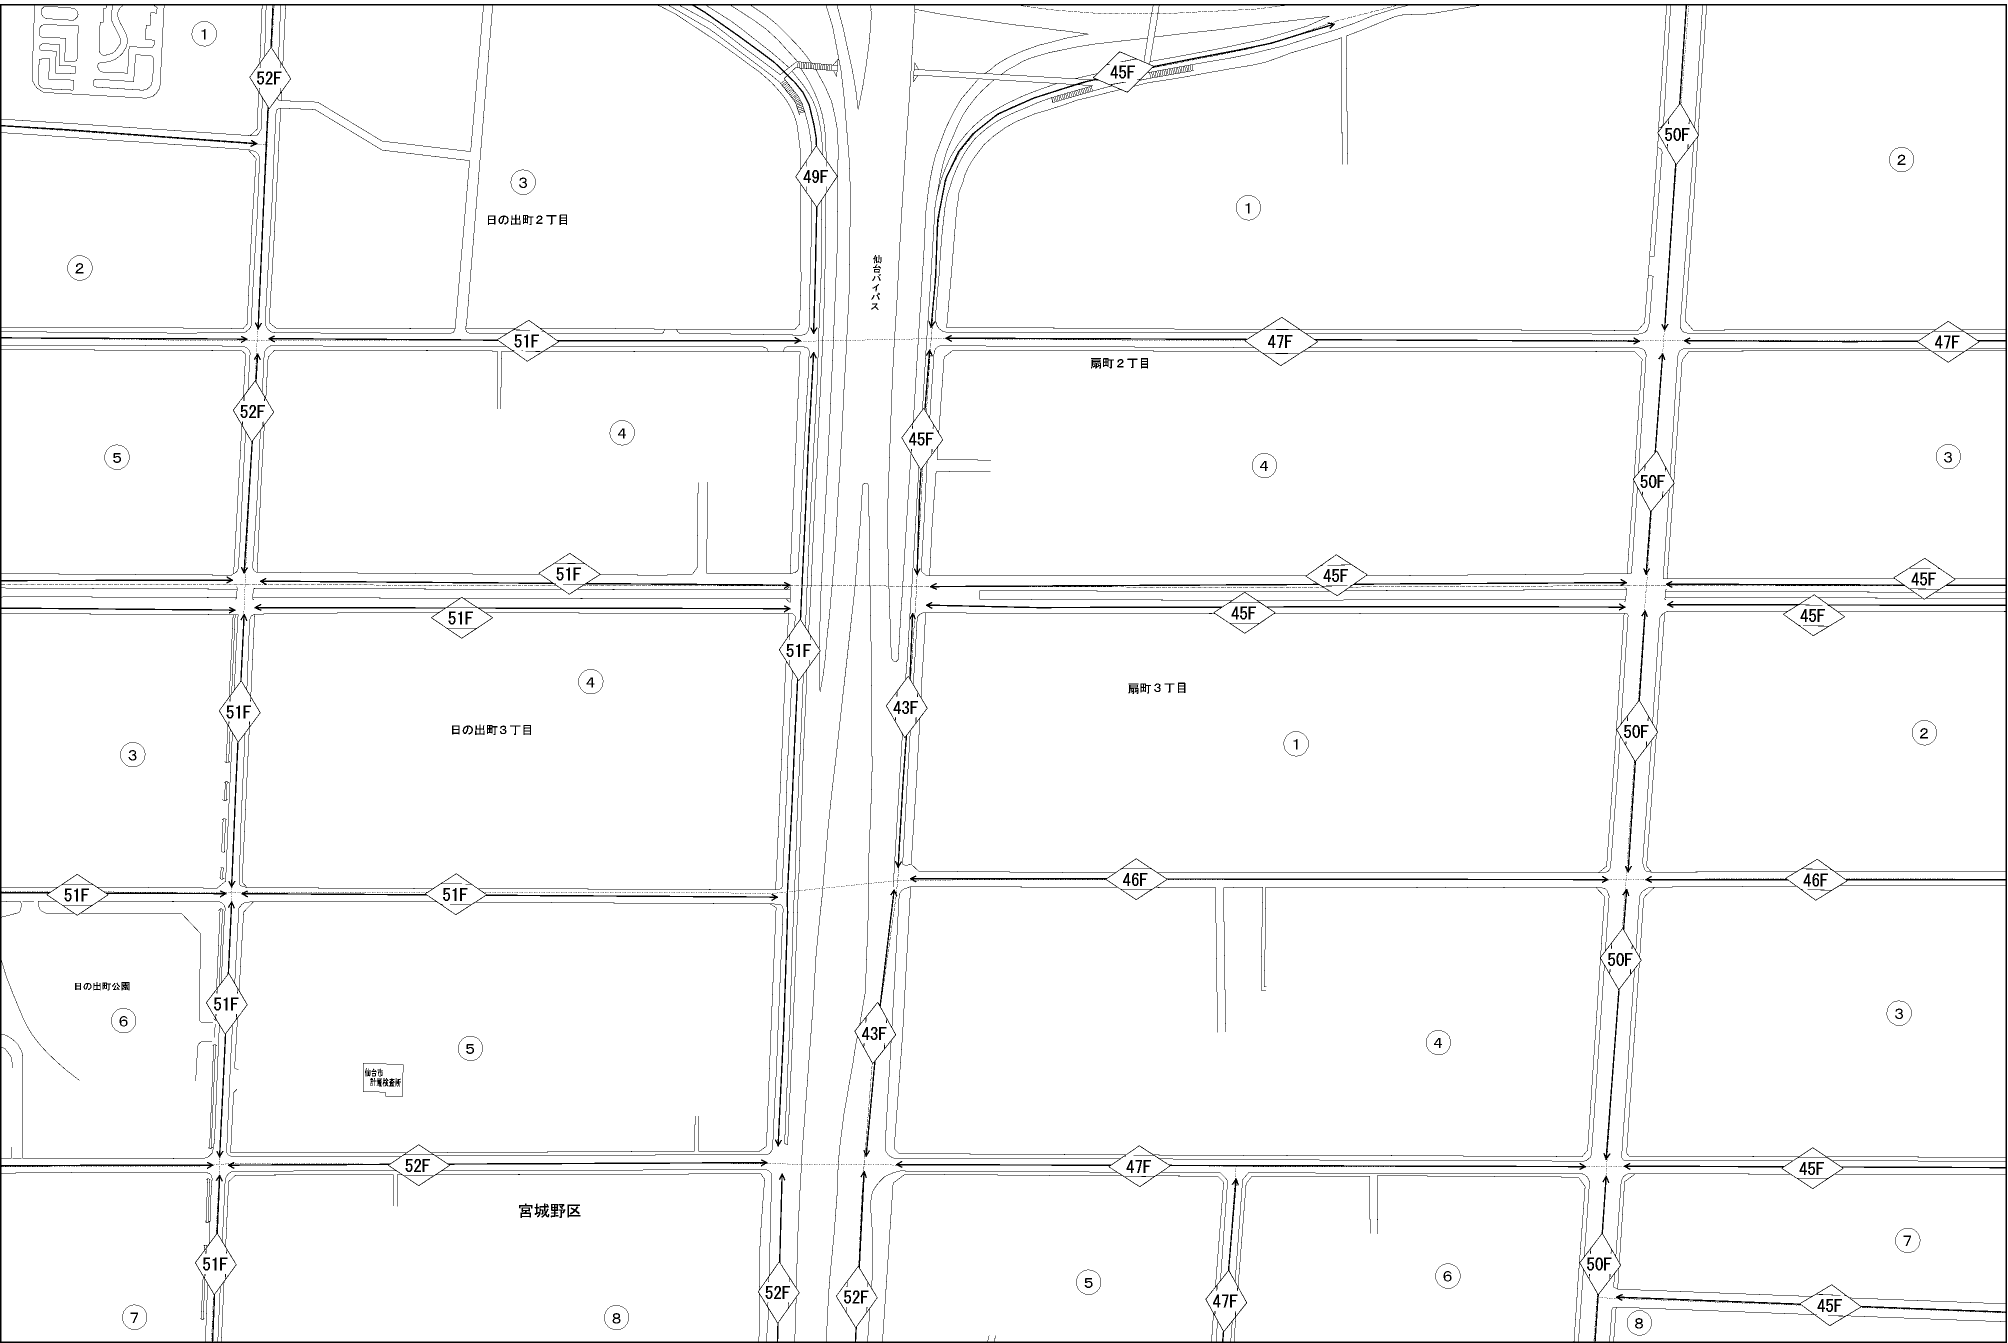 ①
52F
45F
50F
②
49F
③
日の出町２丁目
①
②
仙台バイパス
51F
47F
47F
扇町２丁目
52F
④
45F
⑤
④
③
50F
51F
45F
45F
51F
45F
45F
51F
④
扇町３丁目
51F
43F
日の出町３丁目
50F
②
①
③
46F
46F
51F
51F
50F
日の出町公園
51F
③
⑥
43F
④
⑤
仙台市
計量検査所
52F
47F
45F
宮城野区
⑦
51F
50F
⑥
⑤
52F
52F
47F
45F
⑦
⑧
⑧